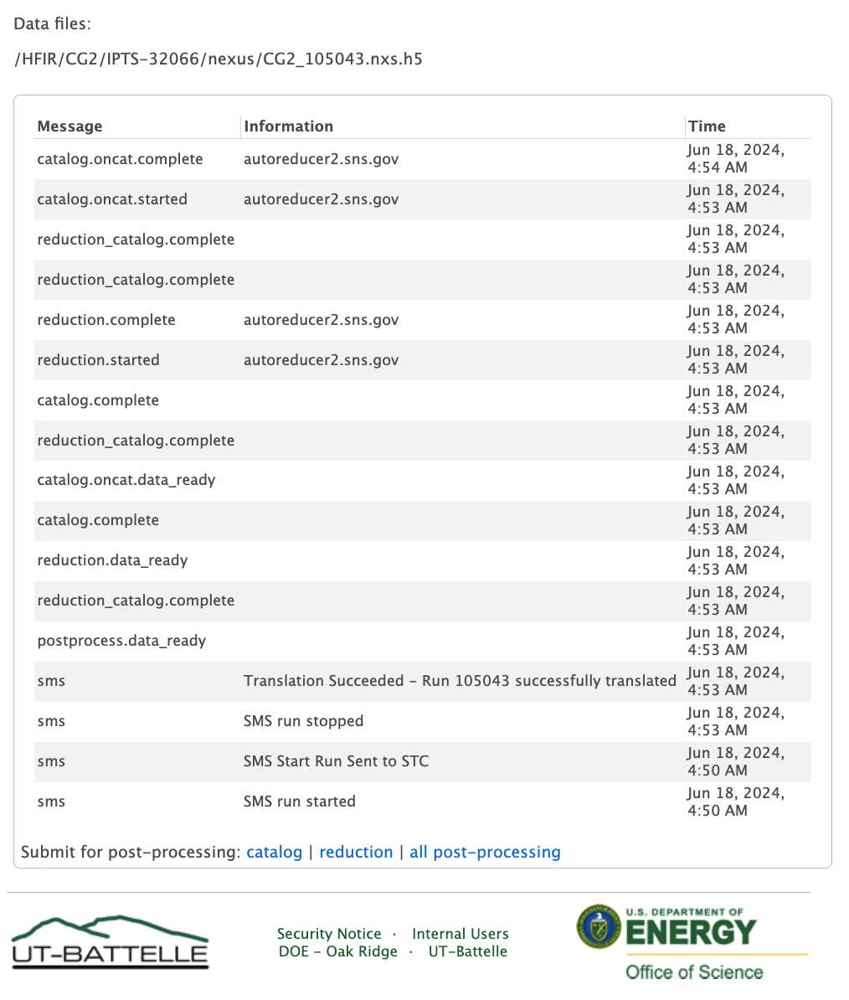 Data files:
/HFIR/CG2/IPTS-32066/nexus/CG2_105043.nxs.h5
Message Information Time
catalog.oncat.complete autoreducer2.sns.gov Jun 18, 2024,
4:54 AM
catalog.oncat.started autoreducer2.sns.gov Jun 18, 2024,
4:53 AM
reduction_catalog.complete Jun 18, 2024,
4:53 AM
reduction_catalog.complete Jun 18, 2024,
4:53 AM
reduction.complete autoreducer2.sns.gov Jun 18, 2024,
4:53 AM
reduction.started autoreducer2.sns.gov Jun 18, 2024,
4:53 AM
catalog.complete Jun 18, 2024,
4:53 AM
reduction_catalog.complete Jun 18, 2024,
4:53 AM
catalog.oncat.data_ready Jun 18, 2024,
4:53 AM
catalog.complete Jun 18, 2024,
4:53 AM
reduction.data_ready Jun 18, 2024,
4:53 AM
reduction_catalog.complete Jun 18, 2024,
4:53 AM
postprocess.data_ready Jun 18, 2024,
4:53 AM
sms Translation Succeeded - Run 105043 successfully translated Jun 18, 2024,
4:53 AM
sms SMS run stopped Jun 18, 2024,
4:53 AM
sms SMS Start Run Sent to STC Jun 18, 2024,
4:50 AM
sms SMS run started Jun 18, 2024,
4:50 AM
Submit for post-processing: catalog | reduction | all post-processing
UT-BATTELLE
Security Notice · Internal Users
DOE - Oak Ridge · UT-Battelle
U.S. DEPARTMENT OF
ENERGY
Office of Science